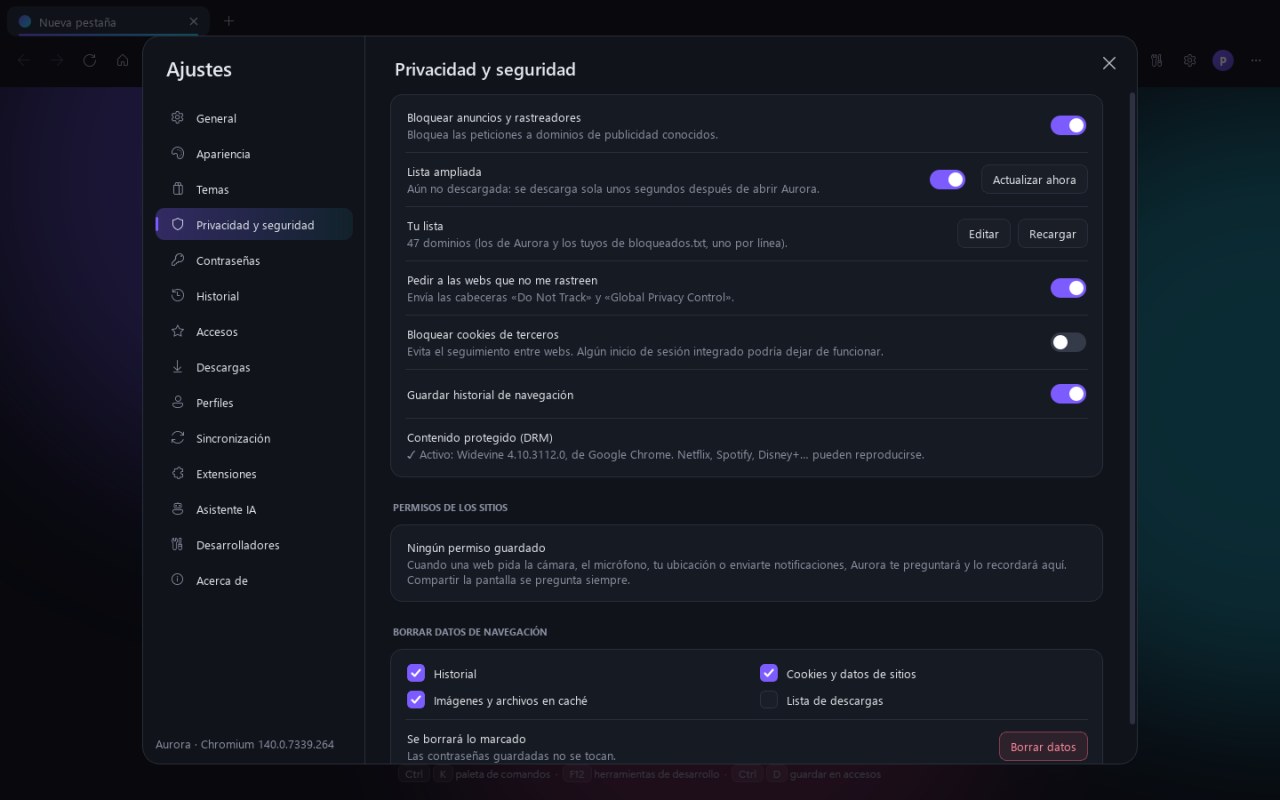 Nueva pestaña
P
Ajustes
General
Apariencia
Temas
Privacidad y seguridad
Contraseñas
Historial
Accesos
Descargas
Perfiles
Sincronización
Extensiones
Asistente IA
Desarrolladores
Acerca de
Aurora · Chromium 140.0.7339.264
Privacidad y seguridad
Bloquear anuncios y rastreadores
Bloquea las peticiones a dominios de publicidad conocidos.
Lista ampliada
Aún no descargada: se descarga sola unos segundos después de abrir Aurora.
Actualizar ahora
Tu lista
47 dominios (los de Aurora y los tuyos de bloqueados.txt, uno por línea).
Editar
Recargar
Pedir a las webs que no me rastreen
Envía las cabeceras «Do Not Track» y «Global Privacy Control».
Bloquear cookies de terceros
Evita el seguimiento entre webs. Algún inicio de sesión integrado podría dejar de funcionar.
Guardar historial de navegación
Contenido protegido (DRM)
✓ Activo: Widevine 4.10.3112.0, de Google Chrome. Netflix, Spotify, Disney+... pueden reproducirse.
PERMISOS DE LOS SITIOS
Ningún permiso guardado
Cuando una web pida la cámara, el micrófono, tu ubicación o enviarte notificaciones, Aurora te preguntará y lo recordará aquí.
Compartir la pantalla se pregunta siempre.
BORRAR DATOS DE NAVEGACIÓN
Historial
Cookies y datos de sitios
Imágenes y archivos en caché
Lista de descargas
Se borrará lo marcado
Las contraseñas guardadas no se tocan.
Borrar datos
Ctrl K paleta de comandos · F12 herramientas de desarrollo · Ctrl D guardar en accesos